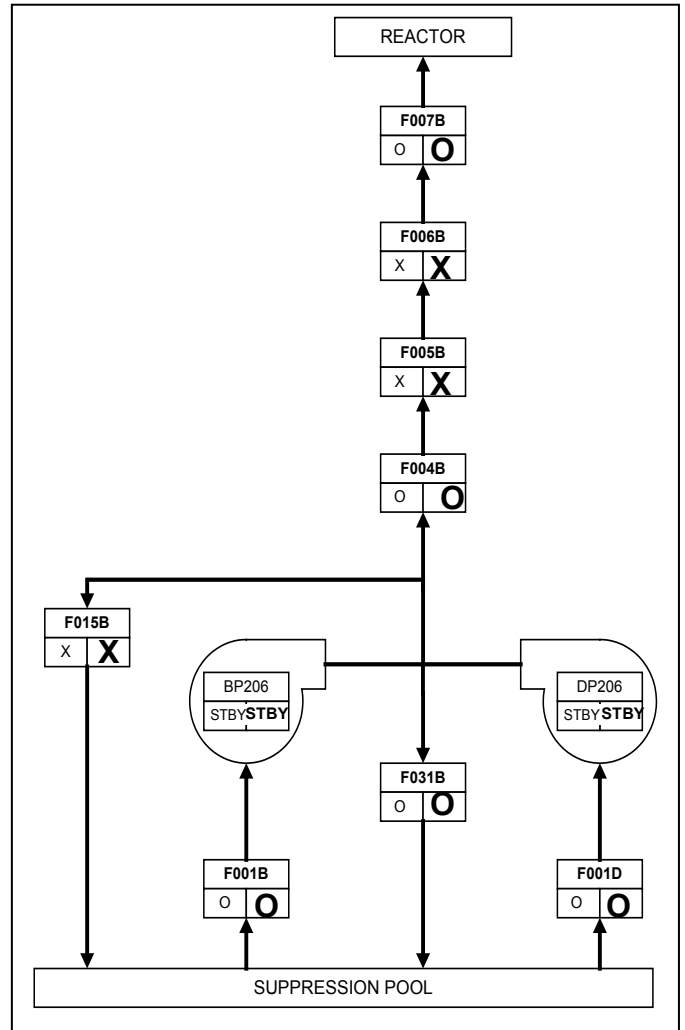 REACTOR
F007B
O O
F006B
X X
F005B
X X
F004B
O O
F015B
X X
BP206
STBY STBY
DP206
STBY STBY
F031B
O O
F001B
O O
F001D
O O
SUPPRESSION POOL